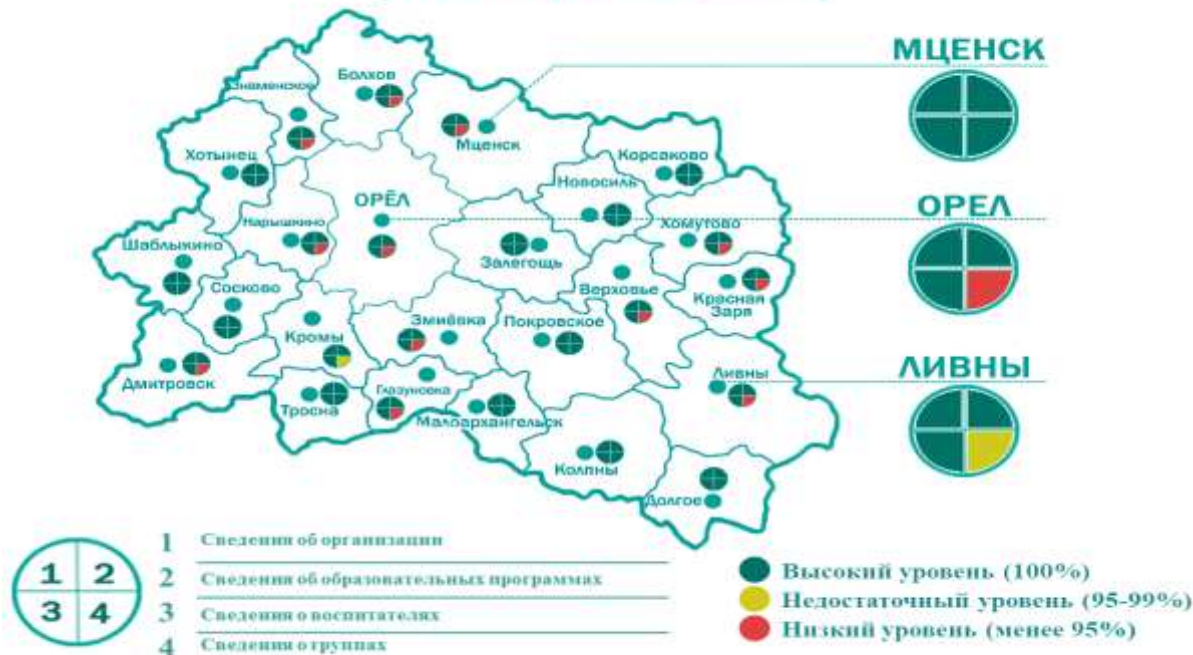 МЦЕНСК
Болхов
Знаменское
Мценск
Хотынец
Корсаково
Новосиль
ОРЁЛ
ОРЕЛ
Нарышкино
Хомутово
Шаблыкино
Залегощь
Сосково
Верховье
Красная
Заря
Кромы
Змиёвка
Покровское
ЛИВНЫ
Ливны
Дмитровск
Глазуновка
Тросна
Малоархангельск
Колпны
Долгое
1 2
3 4
1 Сведения об организации
2 Сведения об образовательных программах
3 Сведения о воспитателях
4 Сведения о группах
Высокий уровень (100%)
Недостаточный уровень (95-99%)
Низкий уровень (менее 95%)